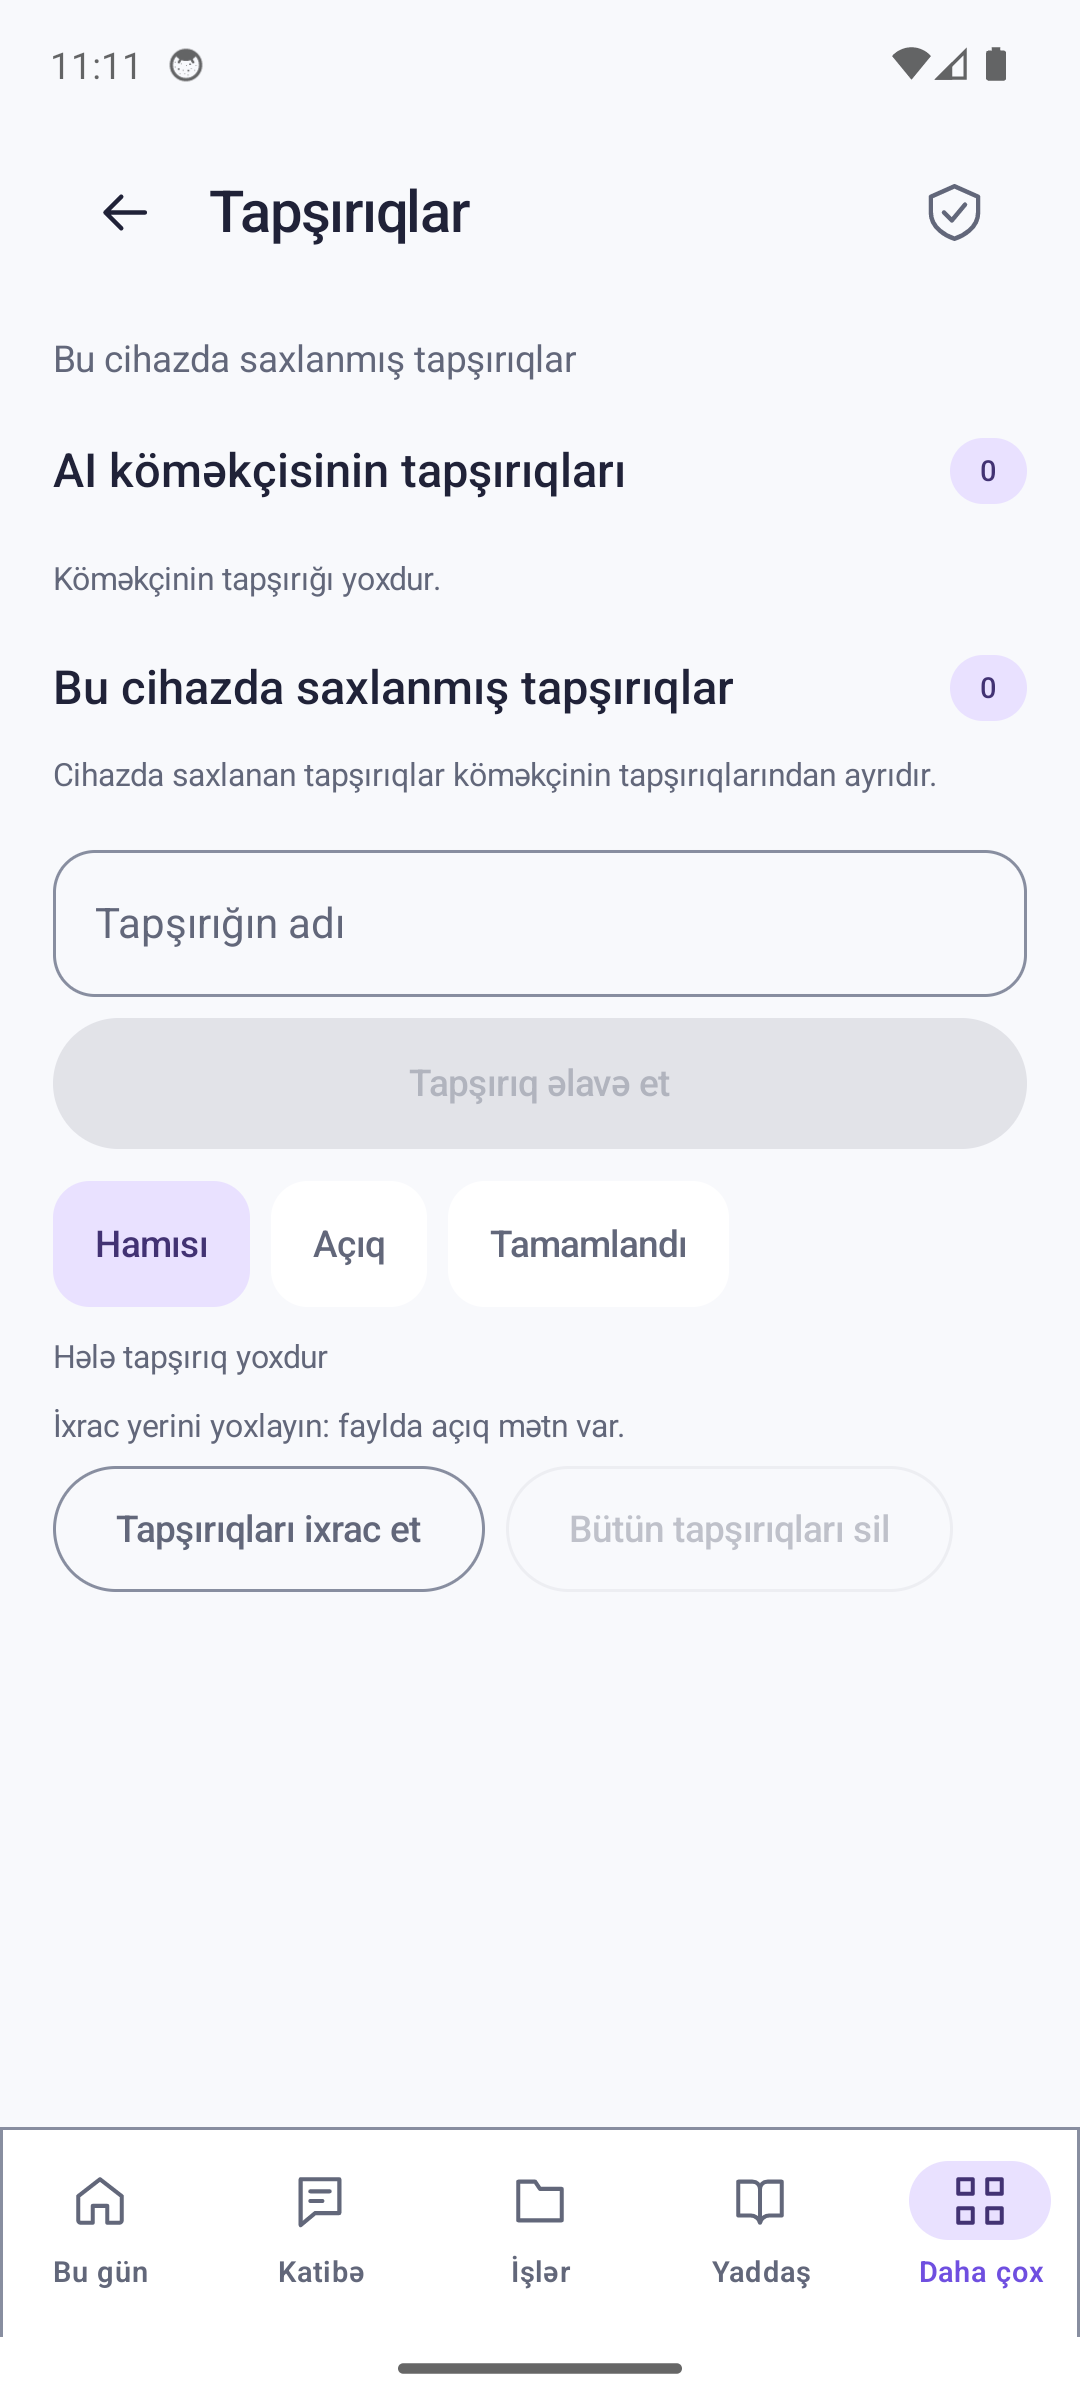 11:11
Tapşırıqlar
Bu cihazda saxlanmış tapşırıqlar
AI köməkçisinin tapşırıqları
0
Köməkçinin tapşırığı yoxdur.
Bu cihazda saxlanmış tapşırıqlar
0
Cihazda saxlanan tapşırıqlar köməkçinin tapşırıqlarından ayrıdır.
Tapşırığın adı
Tapşırıq əlavə et
Hamısı
Açıq
Tamamlandı
Hələ tapşırıq yoxdur
İxrac yerini yoxlayın: faylda açıq mətn var.
Tapşırıqları ixrac et
Bütün tapşırıqları sil
Bu gün
Katibə
İşlər
Yaddaş
Daha çox